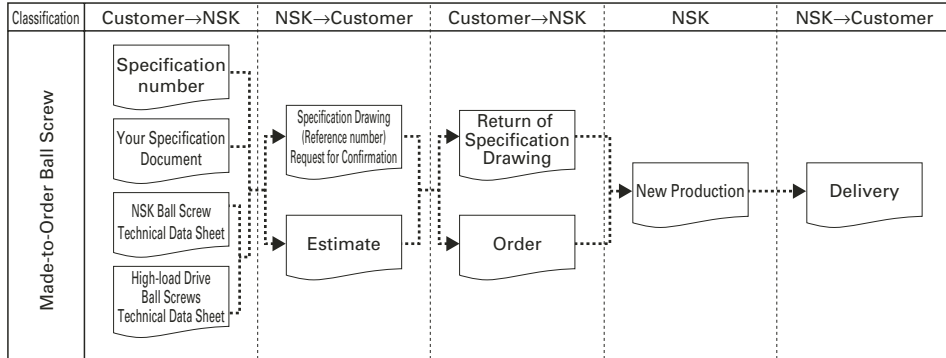 Classification
Customer→NSK
NSK→Customer
Customer→NSK
NSK
NSK→Customer
Made-to-Order Ball Screw
Specification
number
Your Specification
Document
NSK Ball Screw
Technical Data Sheet
High-load Drive
Ball Screws
Technical Data Sheet
Specification Drawing
(Reference number)
Request for Confirmation
Estimate
Return of
Specification
Drawing
Order
New Production
Delivery